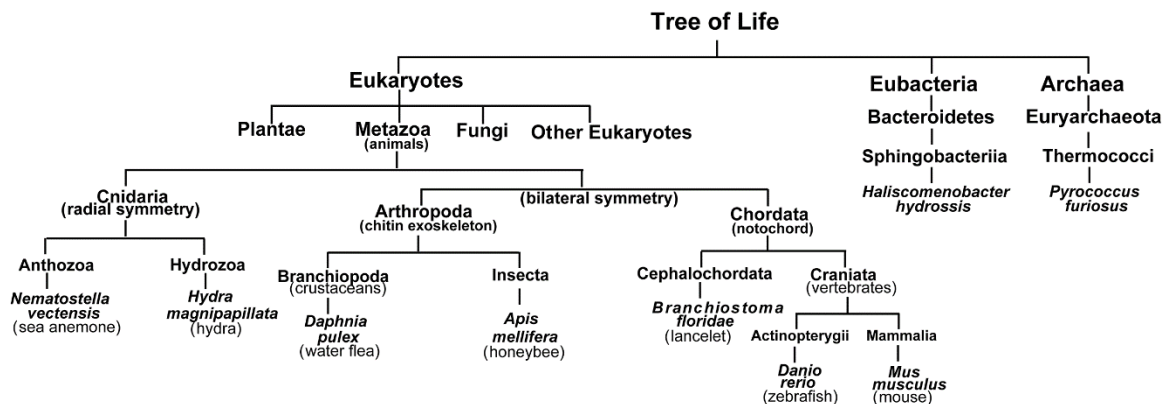 Tree of Life
Eukaryotes
Eubacteria
Archaea
Plantae
Metazoa
(animals)
Fungi
Other Eukaryotes
Bacteroidetes
Euryarchaeota
Sphingobacteriia
Thermococci
Haliscomenobacter
hydrossis
Pyrococcus
furiosus
Cnidaria
(radial symmetry)
(bilateral symmetry)
Arthropoda
(chitin exoskeleton)
Chordata
(notochord)
Anthozoa
Hydrozoa
Branchiopoda
(crustaceans)
Insecta
Cephalochordata
Craniata
(vertebrates)
Nematostella
vectensis
(sea anemone)
Hydra
magnipapillata
(hydra)
Daphnia
pulex
(water flea)
Apis
mellifera
(honeybee)
Branchiostoma
floridae
(lancelet)
Actinopterygii
Mammalia
Danio
rerio
(zebrafish)
Mus
musculus
(mouse)